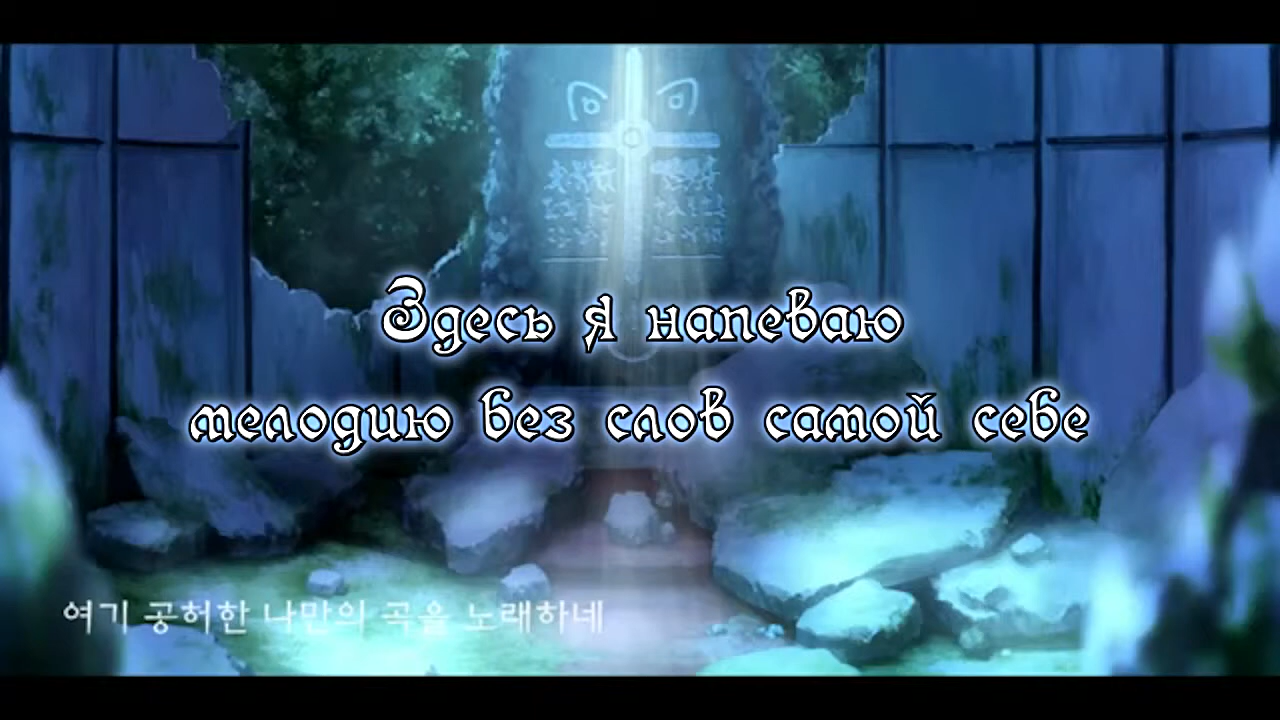 Здесь я напеваю
мелодию без слов самой себе
여기 공허한 나만의 곡을 노래하네